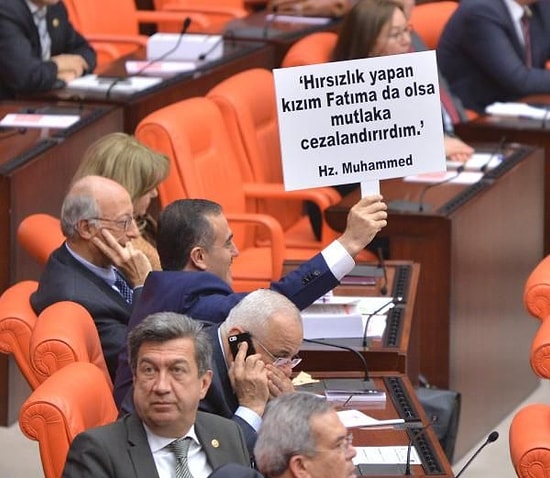 'Hırsızlık yapan
kızım Fatıma da olsa
mutlaka
cezalandırırdım.'
Hz. Muhammed